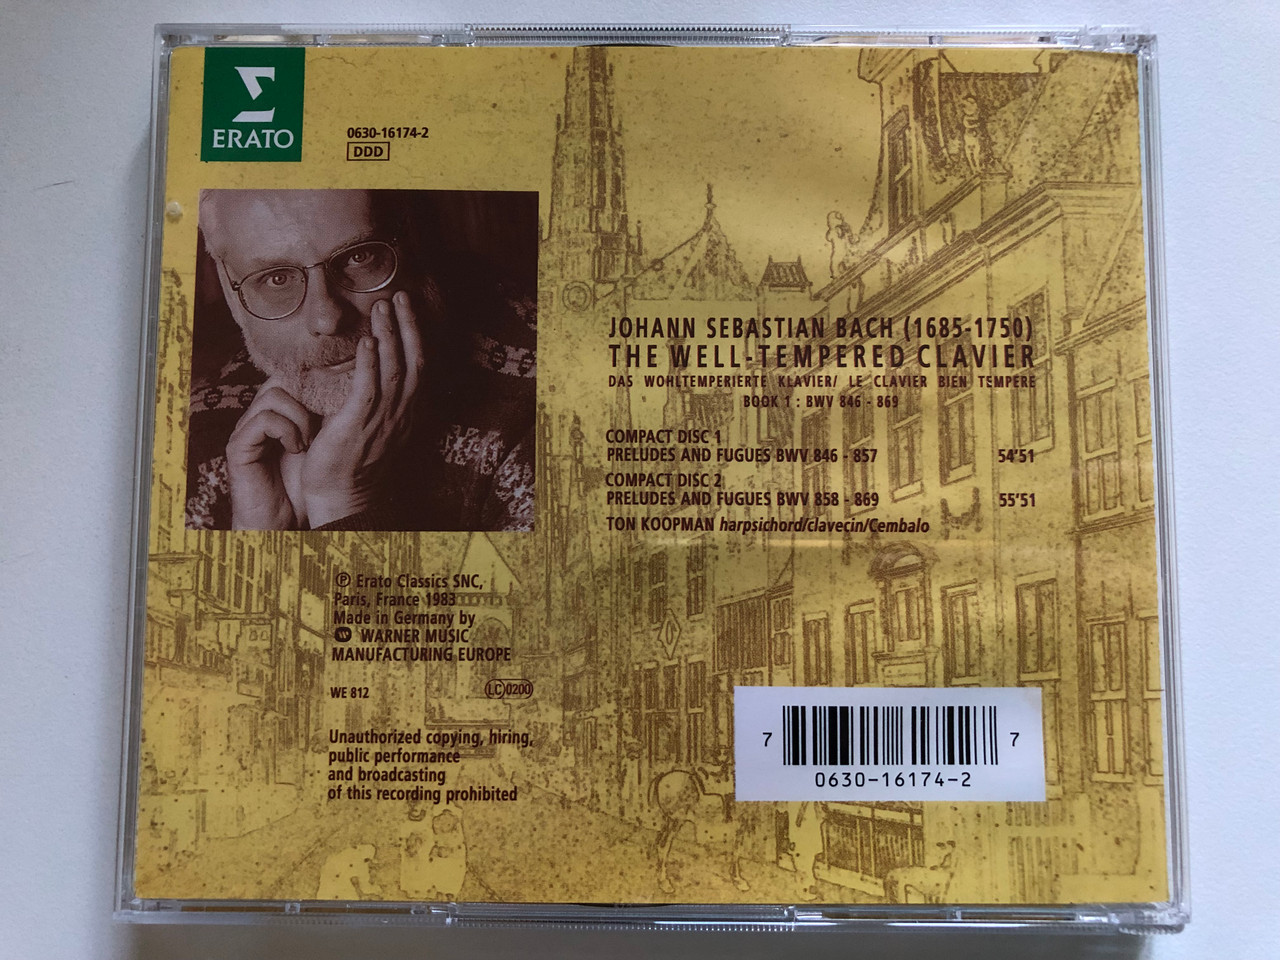 ERATO
0630-16174-2
DDD
JOHANN SEBASTIAN BACH (1685-1750)
THE WELL-TEMPERED CLAVIER
DAS WOHLTEMPERIERTE KLAVIER/ LE CLAVIER BIEN TEMPERE
BOOK 1 : BWV 846 - 869
COMPACT DISC 1
PRELUDES AND FUGUES BWV 846 - 857 54'51
COMPACT DISC 2
PRELUDES AND FUGUES BWV 858 - 869 55'51
TON KOOPMAN harpsichord/clavecin/Cembalo
℗ Erato Classics SNC,
Paris, France 1983
Made in Germany by
WARNER MUSIC
MANUFACTURING EUROPE
WE 812
LC 0200
Unauthorized copying, hiring,
public performance
and broadcasting
of this recording prohibited
7 7
0630-16174-2